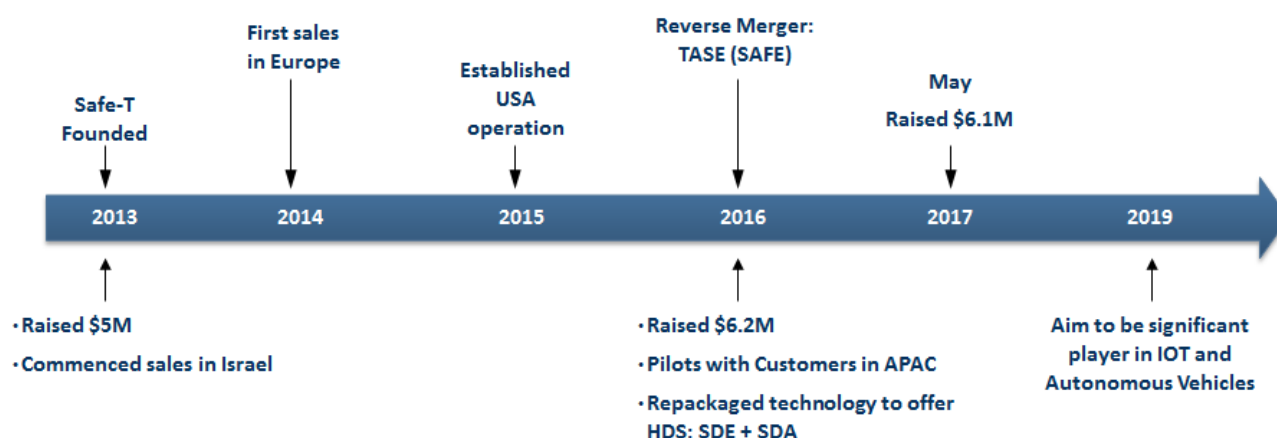 First sales
in Europe
Reverse Merger:
TASE (SAFE)
Established
USA
operation
May
Raised $6.1M
Safe-T
Founded
2013
2014
2015
2016
2017
2019
· Raised $5M
· Commenced sales in Israel
· Raised $6.2M
· Pilots with Customers in APAC
· Repackaged technology to offer
HDS: SDE + SDA
Aim to be significant
player in IOT and
Autonomous Vehicles